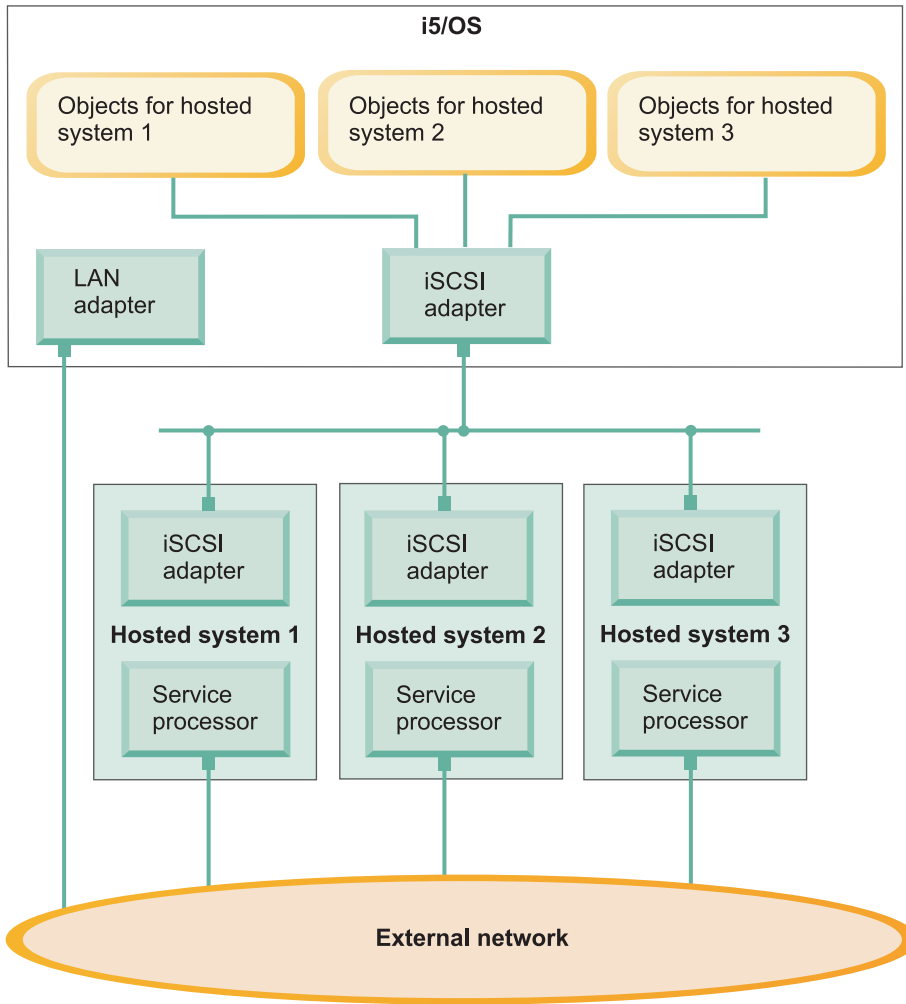 i5/OS
Objects for hosted
system 1
Objects for hosted
system 2
Objects for hosted
system 3
LAN
adapter
iSCSI
adapter
iSCSI
adapter
iSCSI
adapter
iSCSI
adapter
Hosted system 1
Hosted system 2
Hosted system 3
Service
processor
Service
processor
Service
processor
External network